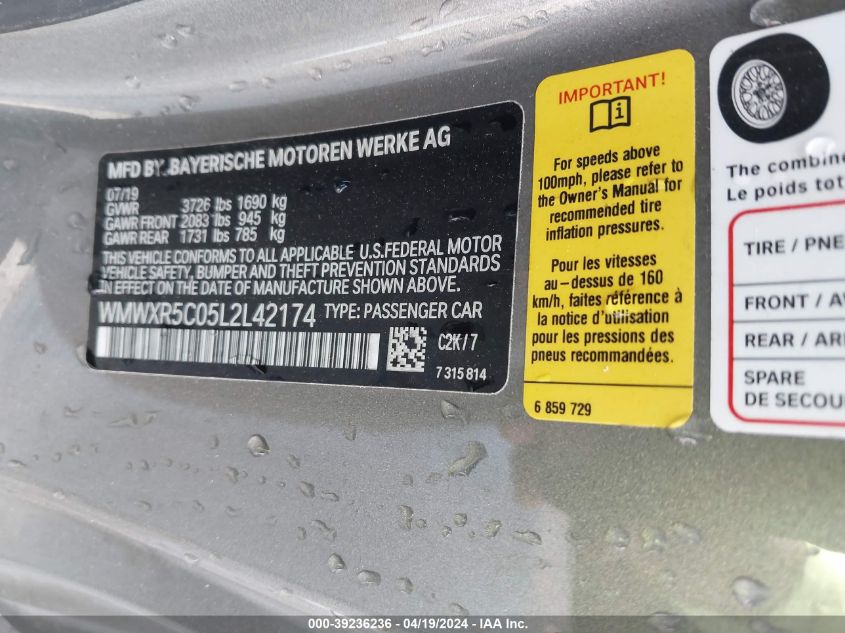 MFD BY BAYERISCHE MOTOREN WERKE AG
07/19
GVWR 3726 lbs 1690 kg
GAWR FRONT 2083 lbs 945 kg
GAWR REAR 1731 lbs 785 kg
THIS VEHICLE CONFORMS TO ALL APPLICABLE U.S.FEDERAL MOTOR
VEHICLE SAFETY, BUMPER AND THEFT PREVENTION STANDARDS
IN EFFECT ON THE DATE OF MANUFACTURE SHOWN ABOVE.
WMWXR5C05L2L42174 TYPE: PASSENGER CAR
C2K/7
7 315 814
IMPORTANT!
For speeds above
100mph, please refer to
the Owner's Manual for
recommended tire
inflation pressures.
Pour les vitesses
au-dessus de 160
km/h, faites référence à
la notice d'utilisation
pour les pressions des
pneus recommandées.
6 859 729
The combine
Le poids tot
TIRE / PNE
FRONT / AV
REAR / ARR
SPARE
DE SECOU
000-39236236 - 04/19/2024 - IAA Inc.